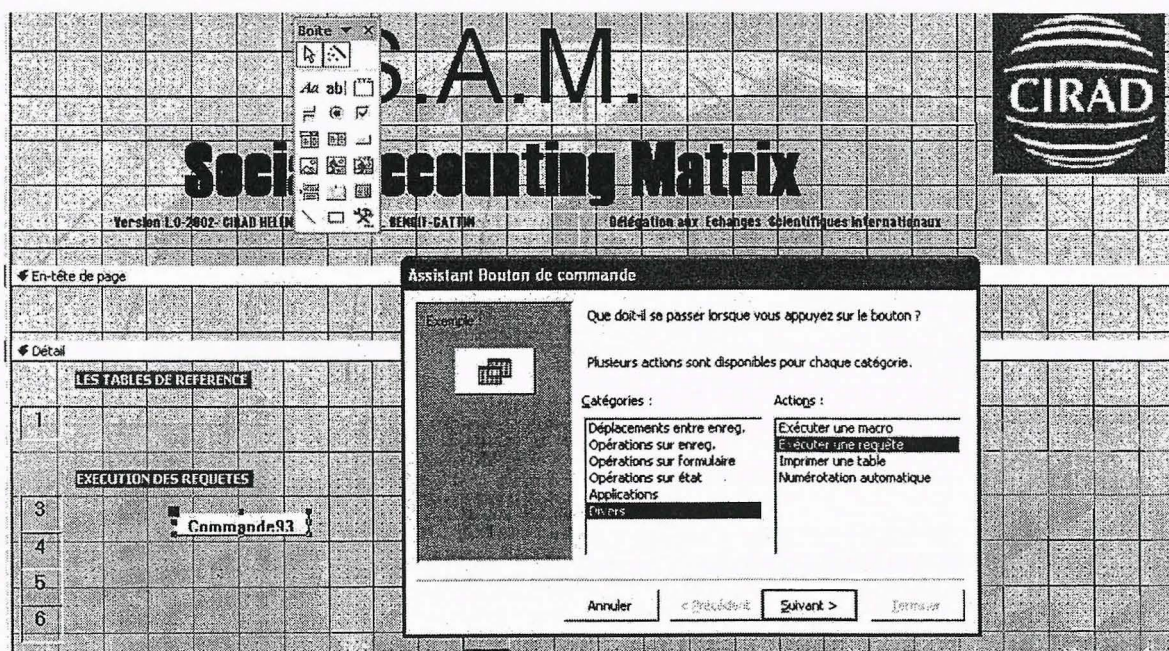 Boîte
S.A.M.
CIRAD
Aa ab|
Social Accounting Matrix
Version 1.0-2002- CIRAD HELEN BENOIT-CATTIN
Délégation aux Echanges Scientifiques Internationaux
En-tête de page
Assistant Bouton de commande
Exemple :
Que doit-il se passer lorsque vous appuyez sur le bouton ?
Détail
Plusieurs actions sont disponibles pour chaque catégorie.
LES TABLES DE REFERENCE
Catégories :
Actions :
1
Déplacements entre enreg.
Opérations sur enreg.
Opérations sur formulaire
Opérations sur état
Applications
Divers
Exécuter une macro
Exécuter une requête
Imprimer une table
Numérotation automatique
EXECUTION DES REQUETES
3
Commande93
4
5
6
Annuler
< Précédent
Suivant >
Terminer